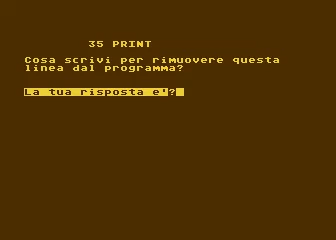 35 PRINT
Cosa scrivi per rimuovere questa
linea dal programma?
La tua risposta e'?